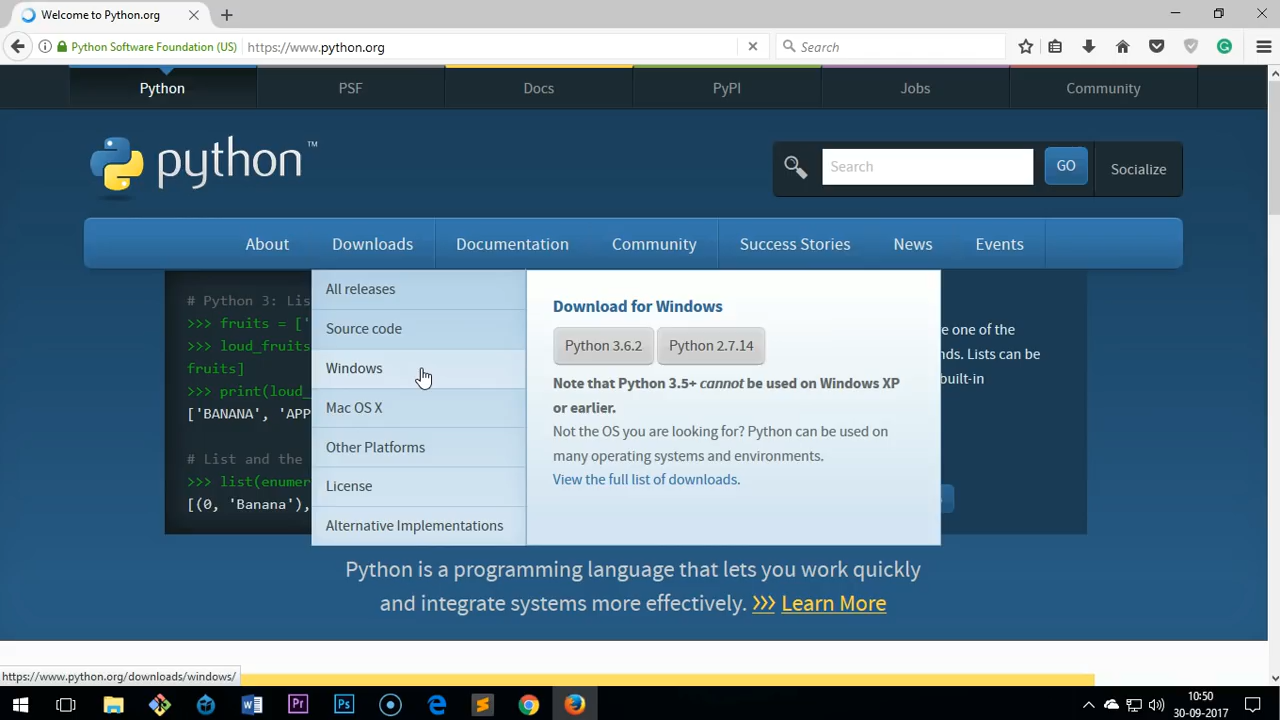 Welcome to Python.org
Python Software Foundation (US)
https://www.python.org
Search
Python
PSF
Docs
PyPI
Jobs
Community
python™
Search
GO
Socialize
About
Downloads
Documentation
Community
Success Stories
News
Events
# Python 3: Lis
>>> fruits = ['
>>> loud_fruits
fruits]
>>> print(loud_
['BANANA', 'APP
# List and the
>>> list(enumer
[(0, 'Banana'),
All releases
Source code
Windows
Mac OS X
Other Platforms
License
Alternative Implementations
Download for Windows
Python 3.6.2
Python 2.7.14
Note that Python 3.5+ cannot be used on Windows XP
or earlier.
Not the OS you are looking for? Python can be used on
many operating systems and environments.
View the full list of downloads.
e one of the
nds. Lists can be
built-in
Python is a programming language that lets you work quickly
and integrate systems more effectively. >>> Learn More
https://www.python.org/downloads/windows/
W
Pr
Ps
10:50
30-09-2017